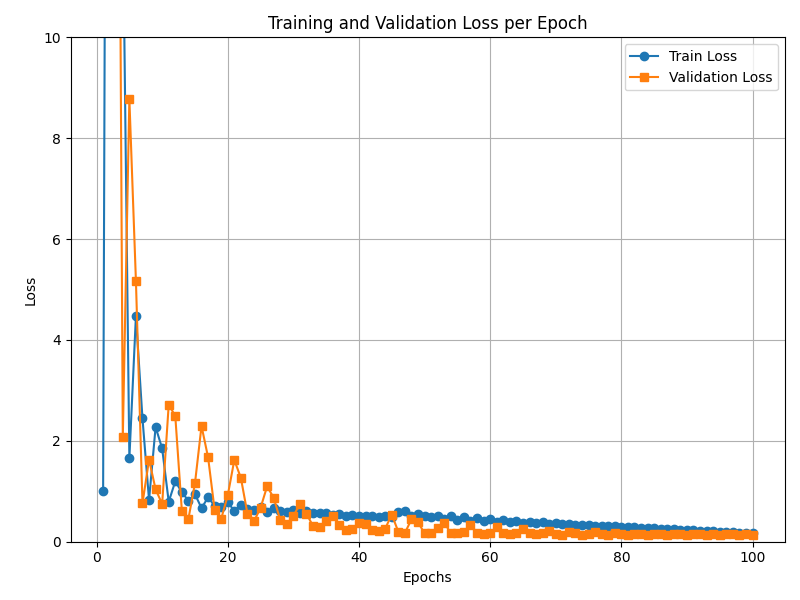 Training and Validation Loss per Epoch
Train Loss
Validation Loss
10
8
6
4
2
0
Loss
0 20 40 60 80 100
Epochs